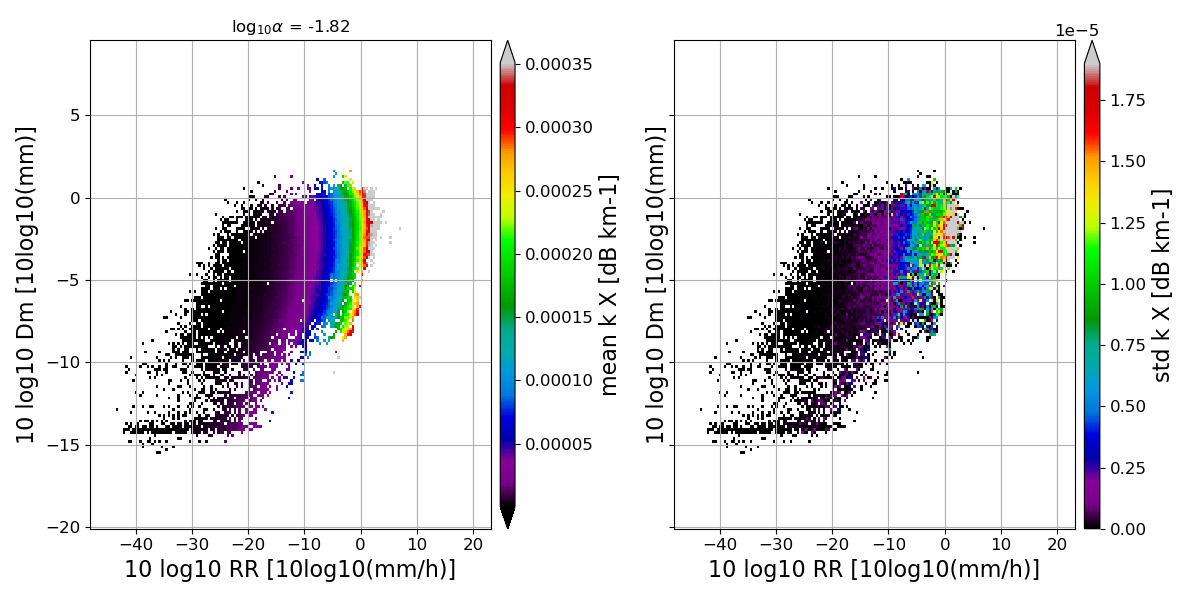 log₁₀α = -1.82
1e−5
5
0
−5
−10
−15
−20
−40 −30 −20 −10 0 10 20
10 log10 RR [10log10(mm/h)]
10 log10 Dm [10log10(mm)]
0.00035
0.00030
0.00025
0.00020
0.00015
0.00010
0.00005
mean k X [dB km-1]
−40 −30 −20 −10 0 10 20
10 log10 RR [10log10(mm/h)]
10 log10 Dm [10log10(mm)]
1.75
1.50
1.25
1.00
0.75
0.50
0.25
0.00
std k X [dB km-1]